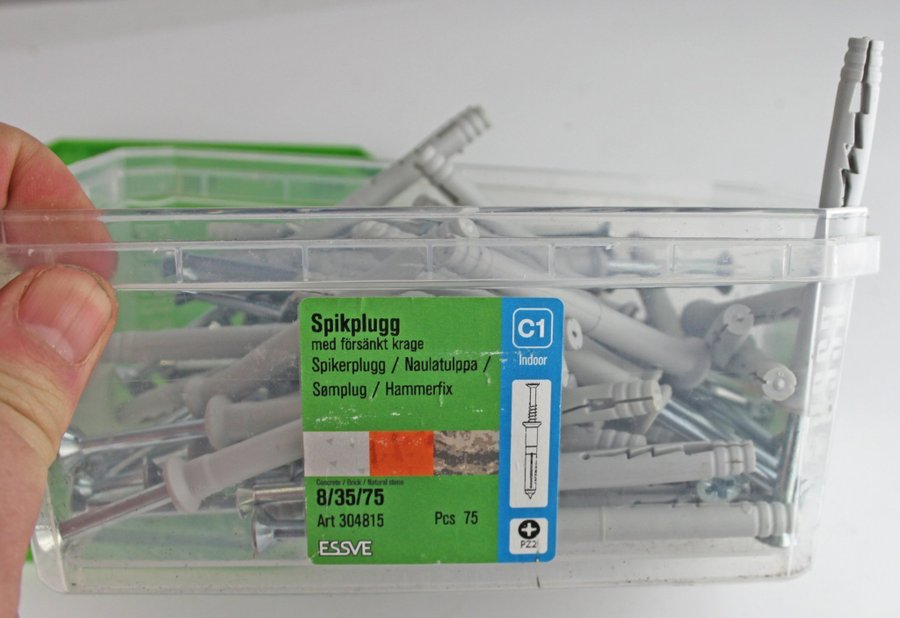 Spikplugg
med försänkt krage
Spikerplugg / Naulatulppa /
Sømplug / Hammerfix
Concrete / Brick / Natural stone
8/35/75
Art 304815 Pcs 75
ESSVE
C1
Indoor
PZ2